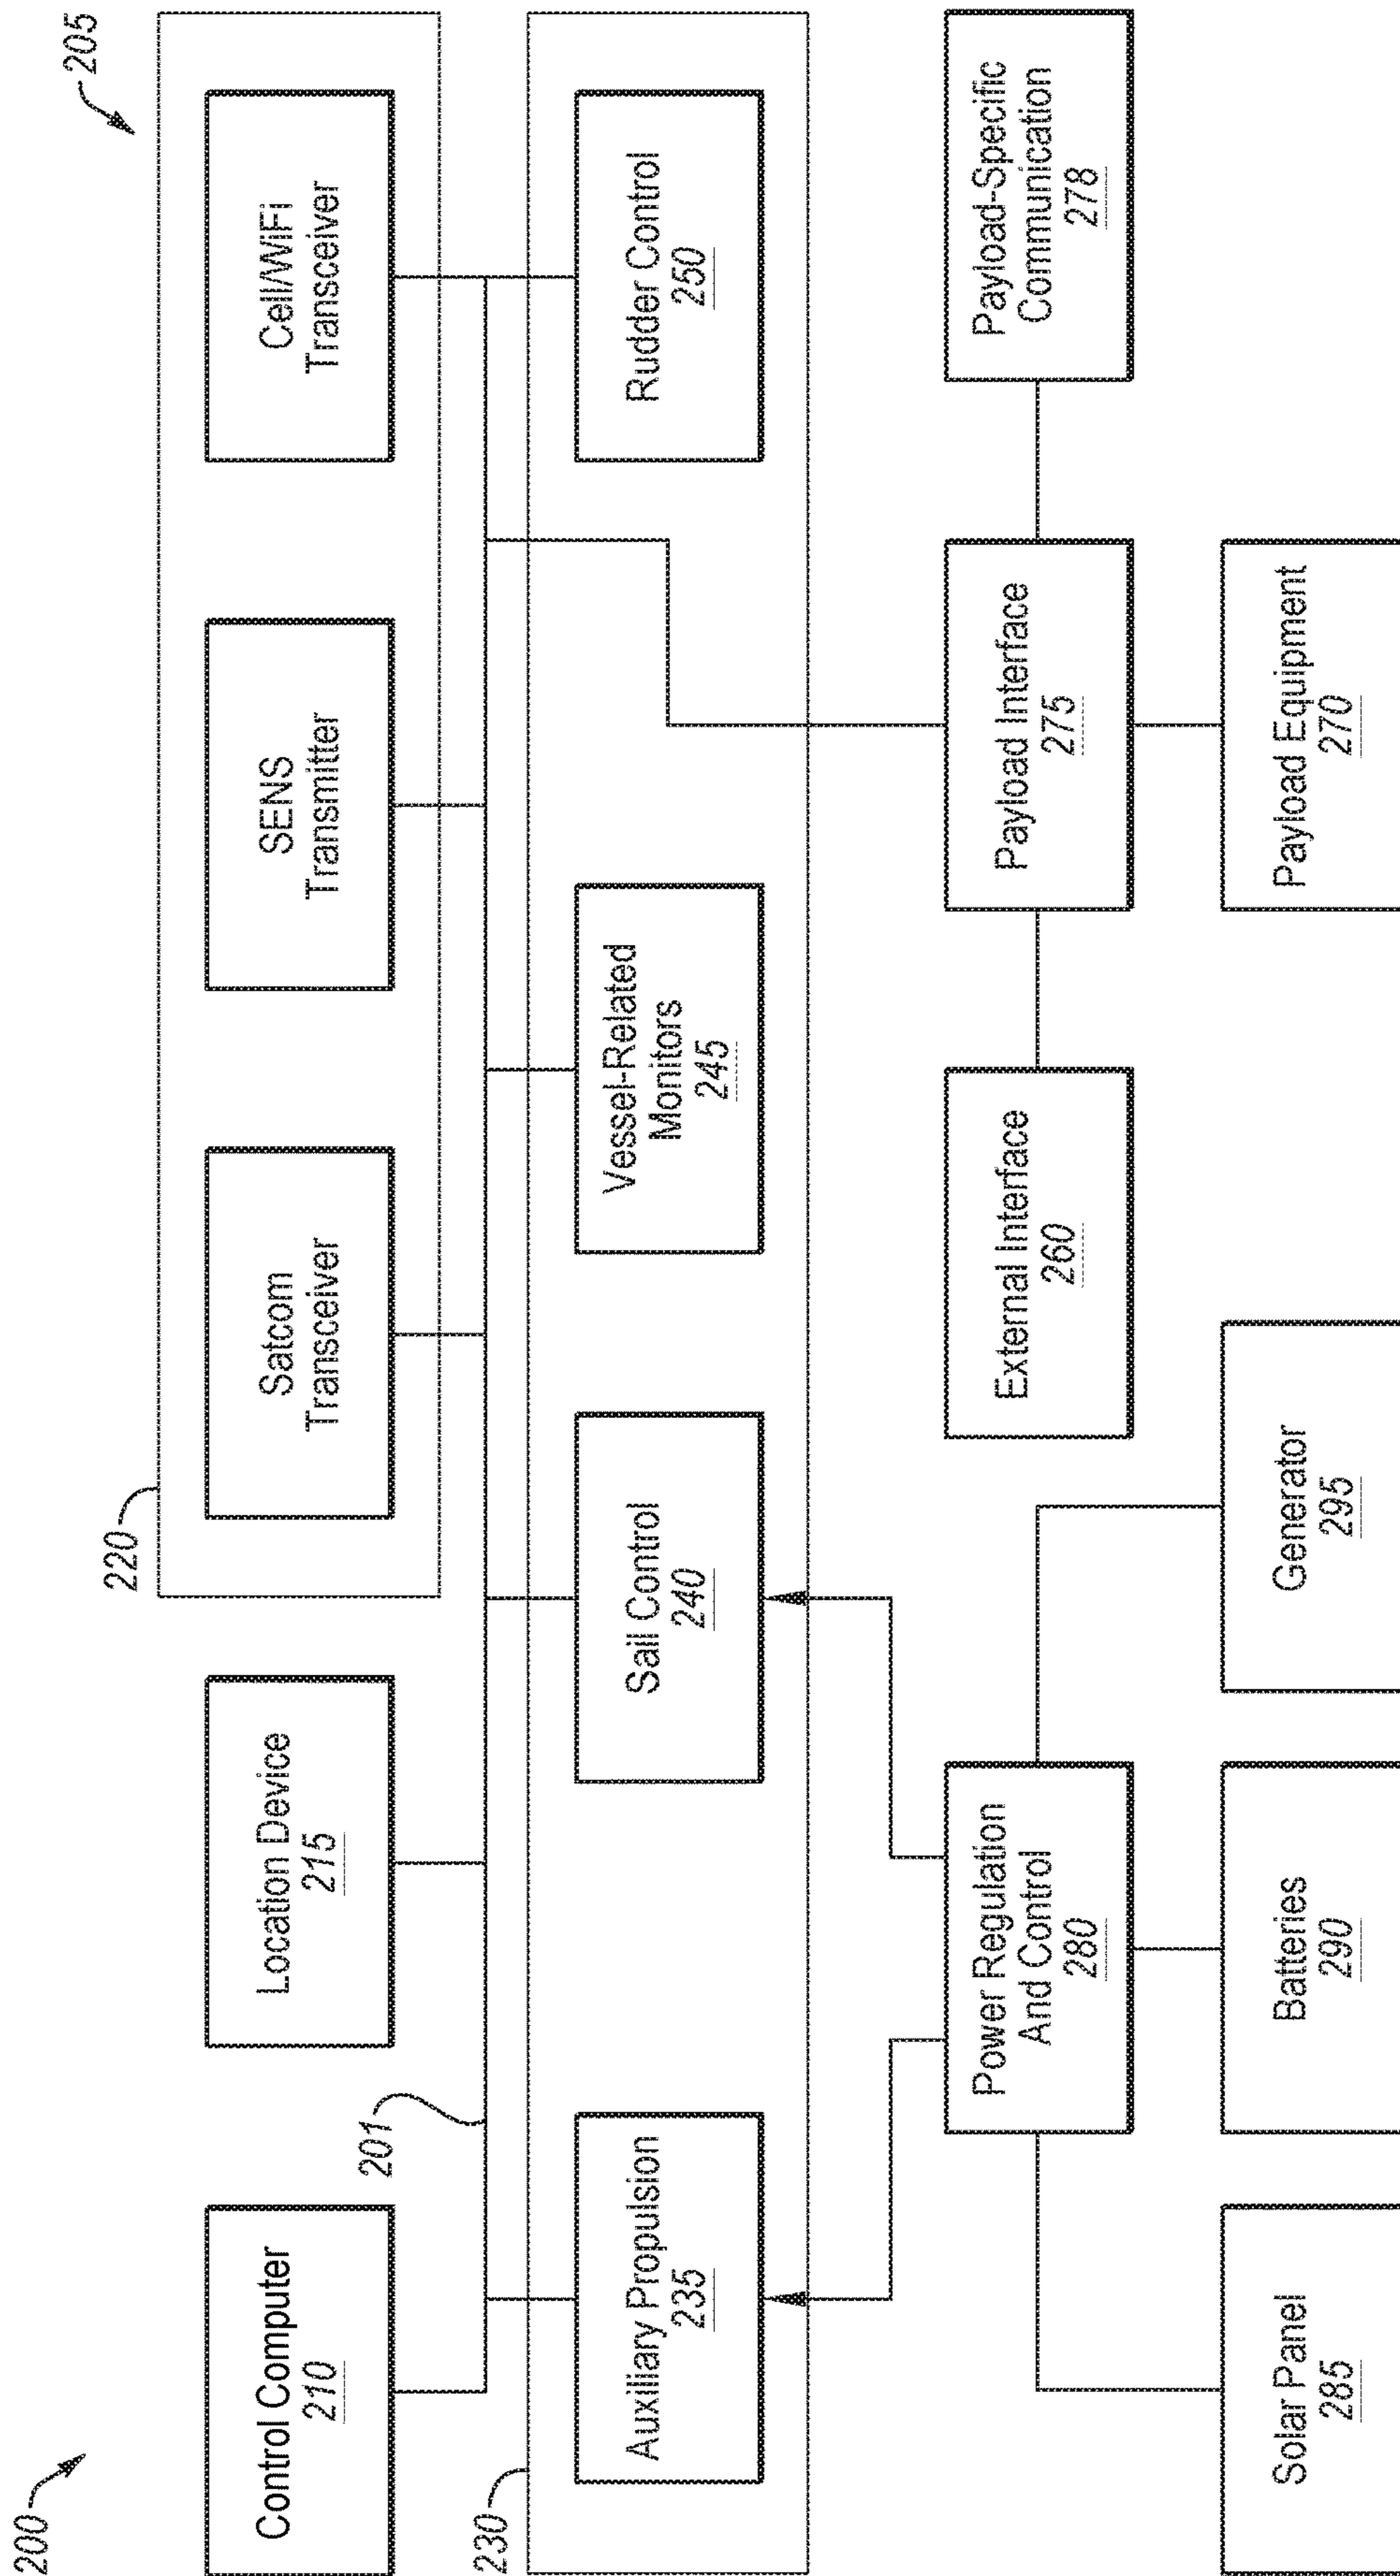 200
205
Control Computer
210
Location Device
215
220
Satcom
Transceiver
SENS
Transmitter
Cell/WiFi
Transceiver
201
230
Auxiliary Propulsion
235
Sail Control
240
Vessel-Related
Monitors
245
Rudder Control
250
Power Regulation
And Control
280
External Interface
260
Payload Interface
275
Payload-Specific
Communication
278
Solar Panel
285
Batteries
290
Generator
295
Payload Equipment
270